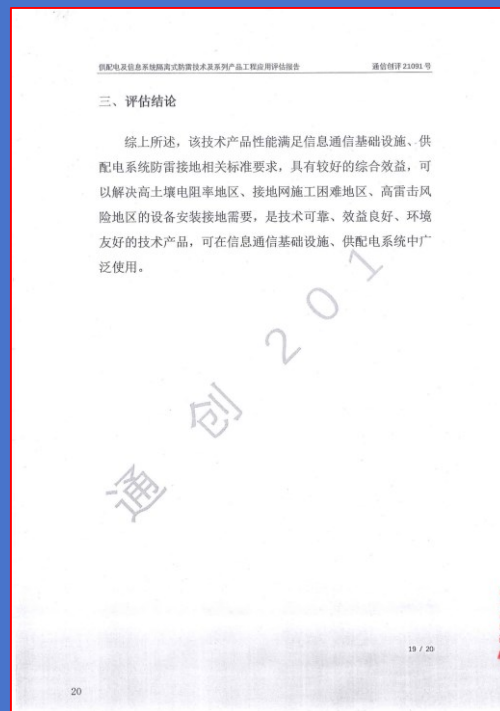 供配电及信息系统隔离式防雷技术及系列产品工程应用评估报告 通信创评 21091 号
三、评估结论
综上所述，该技术产品性能满足信息通信基础设施、供
配电系统防雷接地相关标准要求，具有较好的综合效益，可
以解决高土壤电阻率地区、接地网施工困难地区、高雷击风
险地区的设备安装接地需要，是技术可靠、效益良好、环境
友好的技术产品，可在信息通信基础设施、供配电系统中广
泛使用。
通创 201
19 / 20
20